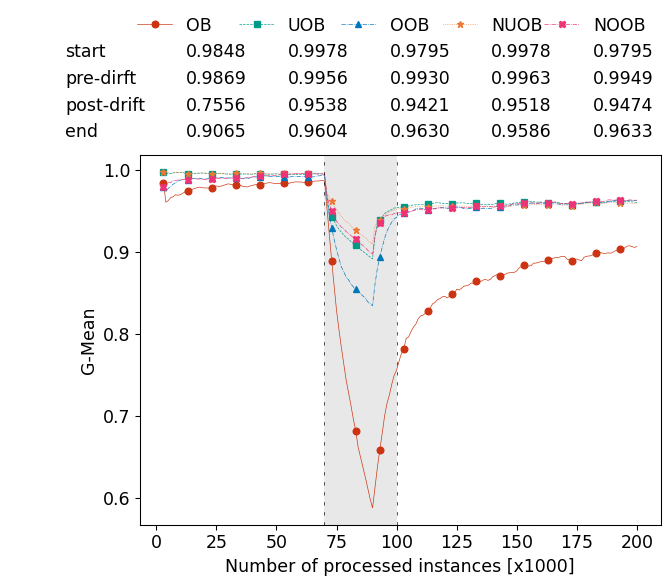 OB UOB OOB NUOB NOOB
start 0.9848 0.9978 0.9795 0.9978 0.9795
pre-dirft 0.9869 0.9956 0.9930 0.9963 0.9949
post-drift 0.7556 0.9538 0.9421 0.9518 0.9474
end 0.9065 0.9604 0.9630 0.9586 0.9633
1.0
0.9
0.8
0.7
0.6
G-Mean
0 25 50 75 100 125 150 175 200
Number of processed instances [x1000]